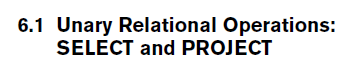 6.1 Unary Relational Operations:
SELECT and PROJECT